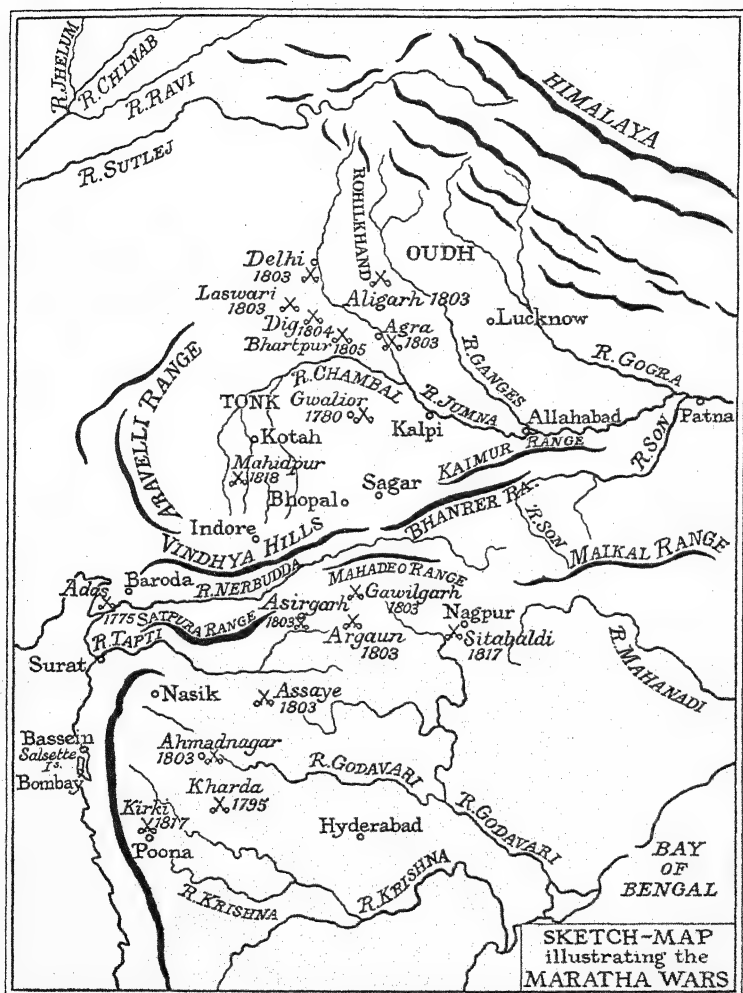 R. JHELUM
R. CHINAB
R. RAVI
R. SUTLEJ
HIMALAYA
ROHILKHAND
OUDH
Delhi
1803
Aligarh 1803
Laswari
1803
Dig 1804
Bhartpur 1805
Agra
1803
Lucknow
R. GOGRA
R. GANGES
R. CHAMBAL
R. JUMNA
TONK
Gwalior
1780
Kalpi
Allahabad
Patna
ARAVELLI RANGE
Kotah
KAIMUR RANGE
R. SON
Mahidpur
1818
Sagar
Bhopal
BHANRER RA.
R. SON
Indore
VINDHYA HILLS
MAIKAL RANGE
Baroda
R. NERBUDDA
MAHADEO RANGE
Adas
1775
SATPURA RANGE
Asirgarh
1803
Gawilgarh
1803
Nagpur
Argaun
1803
Sitabaldi
1817
R. TAPTI
Surat
R. MAHANADI
Nasik
Assaye
1803
Bassein
Salsette
Is.
Bombay
Ahmadnagar
1803
R. GODAVARI
Kharda
1795
R. GODAVARI
Kirki
1817
Poona
Hyderabad
R. KRISHNA
R. KRISHNA
BAY
OF
BENGAL
SKETCH-MAP
illustrating the
MARATHA WARS